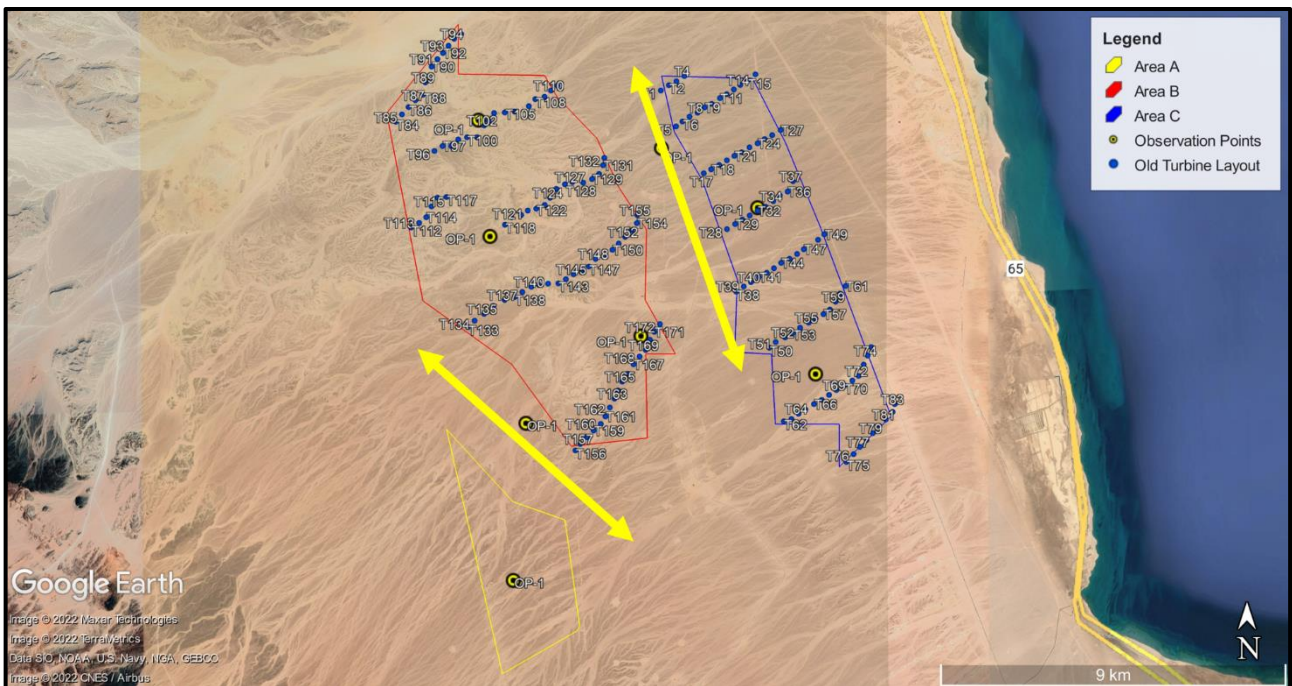 Legend
Area A
Area B
Area C
Observation Points
Old Turbine Layout
T94
T93
T92
T91
T90
T89
T87
T88
T86
T85
T84
T110
T108
T105
T102
OP-1
T100
T97
T96
T4
T2
T14
T15
T11
T8
T9
T6
T5
OP-1
T27
T24
T21
T18
T17
T132
T131
T129
T127
T128
T124
T122
T121
T118
T117
T115
T114
T113
T112
OP-1
T37
T36
T34
OP-1
T32
T29
T28
T155
T154
T152
T150
T148
T147
T145
T143
T140
T138
T137
T135
T134
T133
T49
T47
T44
T41
T40
T39
T38
65
T61
T59
T57
T55
T53
T52
T51
T50
T172
T171
OP-1
T169
T168
T167
T165
T163
T162
T161
T160
T159
T157
T156
T74
T72
T70
T69
OP-1
T66
T64
T62
T83
T81
T79
T77
T76
T75
OP-1
OP-1
Google Earth
Image © 2022 Maxar Technologies
Image © 2022 TerraMetrics
Data SIO, NOAA, U.S. Navy, NGA, GEBCO
Image © 2022 CNES / Airbus
N
9 km